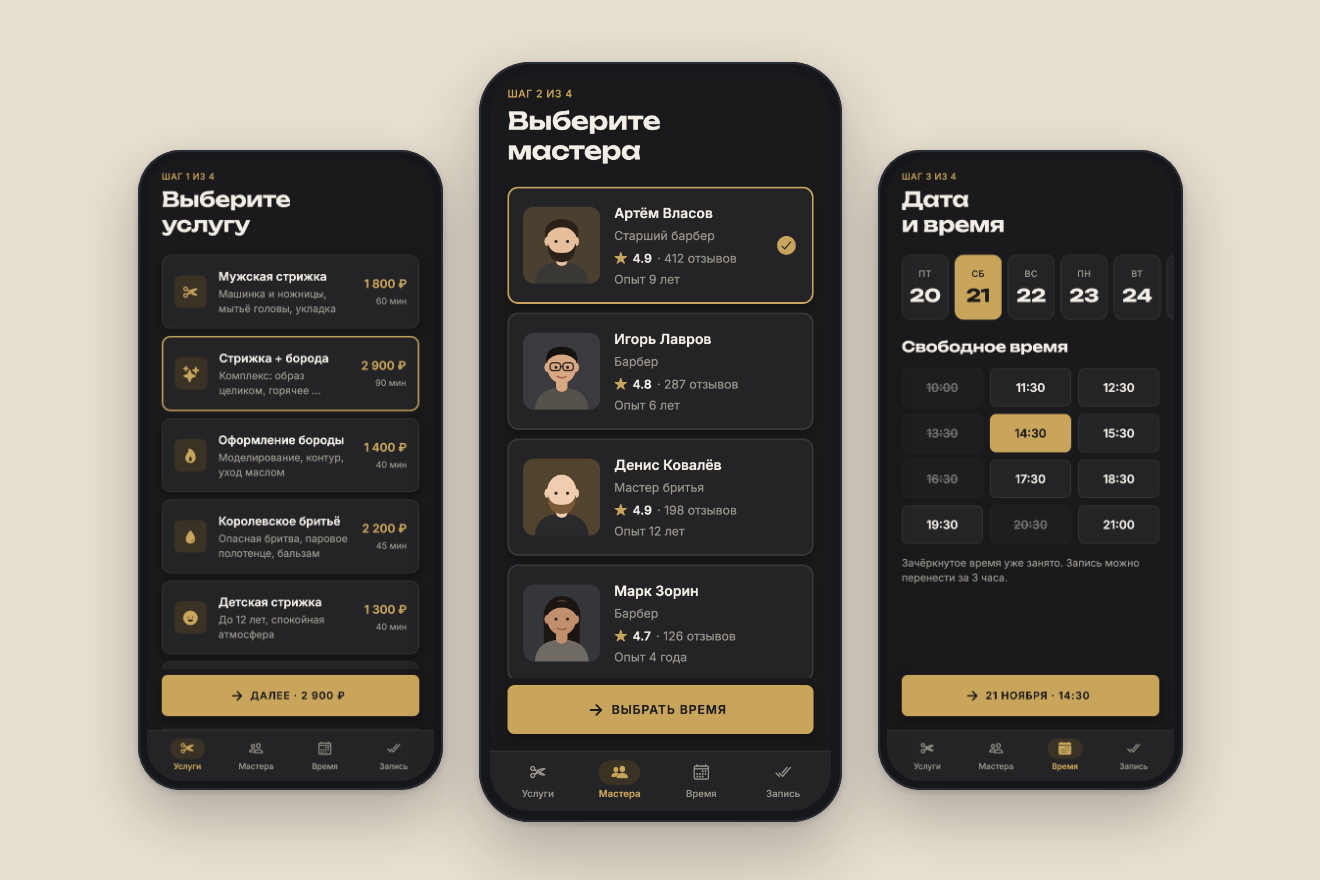 ШАГ 1 ИЗ 4
Выберите
услугу
Мужская стрижка
Машинка и ножницы,
мытьё головы, укладка
1 800 ₽
60 мин
Стрижка + борода
Комплекс: образ
целиком, горячее ...
2 900 ₽
90 мин
Оформление бороды
Моделирование, контур,
уход маслом
1 400 ₽
40 мин
Королевское бритьё
Опасная бритва, паровое
полотенце, бальзам
2 200 ₽
45 мин
Детская стрижка
До 12 лет, спокойная
атмосфера
1 300 ₽
40 мин
ДАЛЕЕ · 2 900 ₽
Услуги
Мастера
Время
Запись
ШАГ 2 ИЗ 4
Выберите
мастера
Артём Власов
Старший барбер
4.9 · 412 отзывов
Опыт 9 лет
Игорь Лавров
Барбер
4.8 · 287 отзывов
Опыт 6 лет
Денис Ковалёв
Мастер бритья
4.9 · 198 отзывов
Опыт 12 лет
Марк Зорин
Барбер
4.7 · 126 отзывов
Опыт 4 года
ВЫБРАТЬ ВРЕМЯ
Услуги
Мастера
Время
Запись
ШАГ 3 ИЗ 4
Дата
и время
ПТ
20
СБ
21
ВС
22
ПН
23
ВТ
24
Свободное время
10:00
11:30
12:30
13:30
14:30
15:30
16:30
17:30
18:30
19:30
20:30
21:00
Зачёркнутое время уже занято. Запись можно
перенести за 3 часа.
21 НОЯБРЯ · 14:30
Услуги
Мастера
Время
Запись